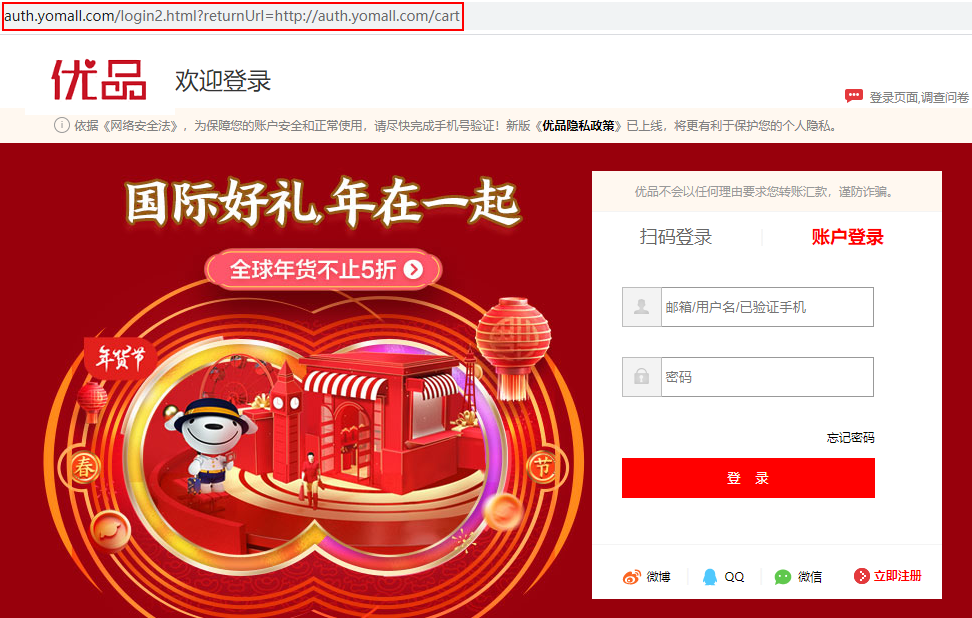 auth.yomall.com/login2.html?returnUrl=http://auth.yomall.com/cart
优品 欢迎登录
登录页面,调查问卷
依据《网络安全法》，为保障您的账户安全和正常使用，请尽快完成手机号验证！新版《优品隐私政策》已上线，将更有利于保护您的个人隐私。
国际好礼,年在一起
全球年货不止5折
年货节
春
节
优品不会以任何理由要求您转账汇款，谨防诈骗。
扫码登录 账户登录
邮箱/用户名/已验证手机
密码
忘记密码
登 录
微博 QQ 微信 立即注册